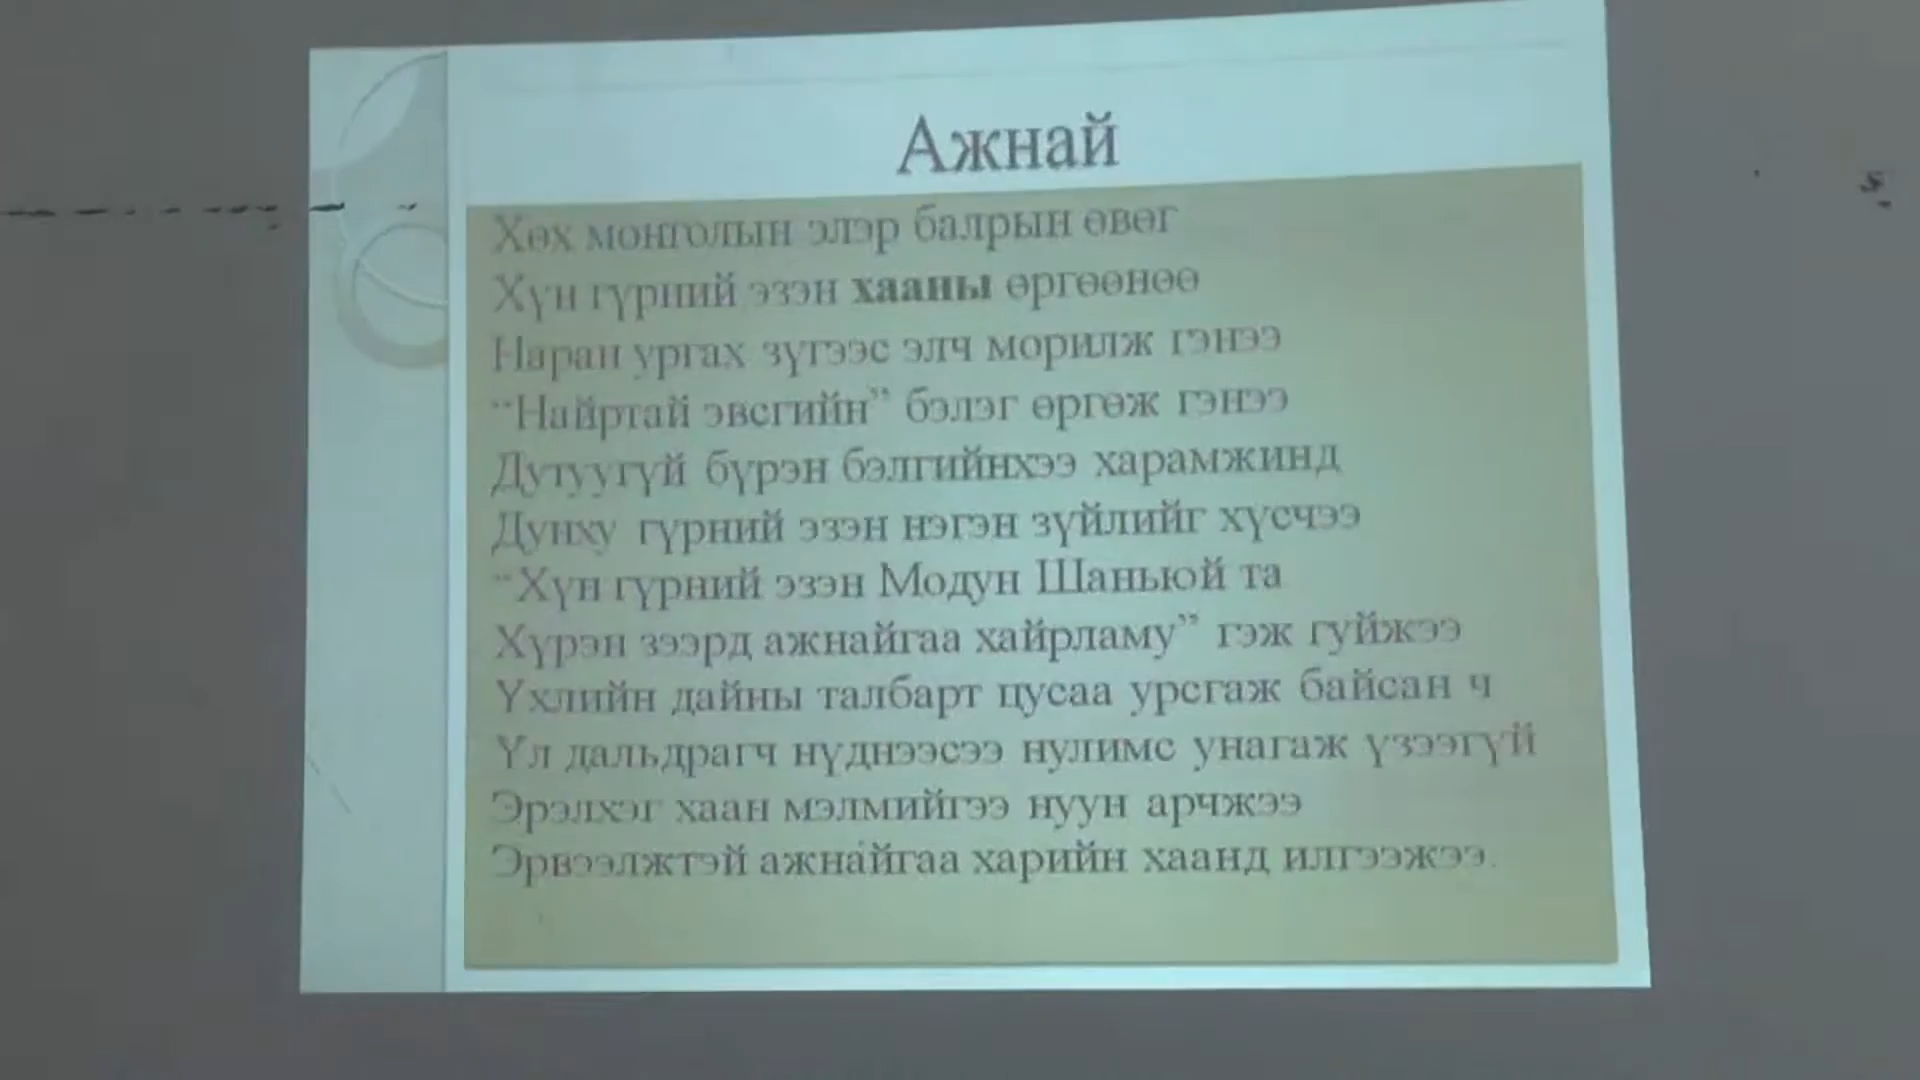 Ажнай
Хөх монголын элэр балрын өвөг
Хүн гүрний эзэн хааны өргөөнөө
Наран ургах зүгээс элч морилж гэнээ
“Найртай эвсгийн” бэлэг өргөж гэнээ
Дутуугүй бүрэн бэлгийнхээ харамжинд
Дунху гүрний эзэн нэгэн зүйлийг хүсчээ
“Хүн гүрний эзэн Модун Шаньюй та
Хүрэн зээрд ажнайгаа хайрламу” гэж гуйжээ
Үхлийн дайны талбарт цусаа урсгаж байсан ч
Үл дальдрагч нүднээсээ нулимс унагаж үзээгүй
Эрэлхэг хаан мэлмийгээ нуун арчжээ
Эрвээлжтэй ажнайгаа харийн хаанд илгээжээ.